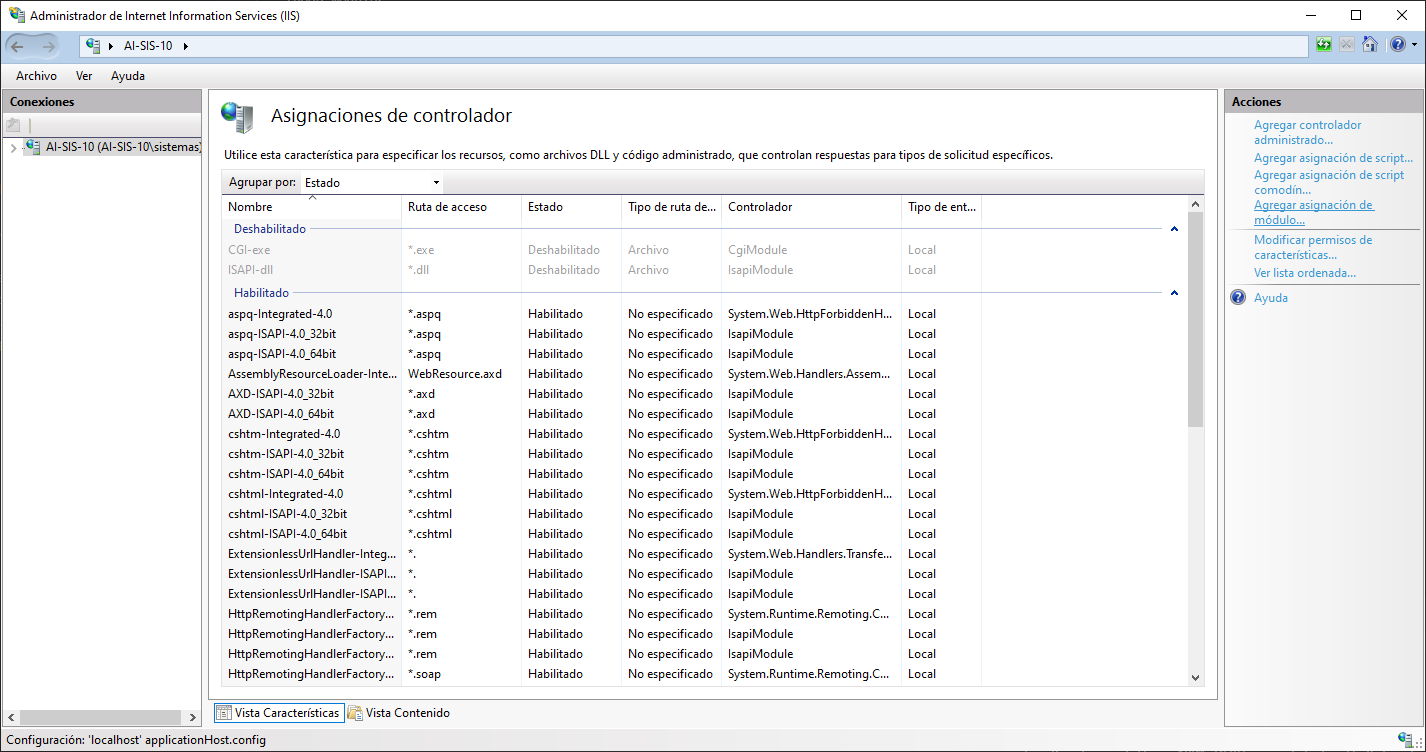 Administrador de Internet Information Services (IIS)
AI-SIS-10
Archivo Ver Ayuda
Conexiones
AI-SIS-10 (AI-SIS-10\sistemas)
Asignaciones de controlador
Utilice esta característica para especificar los recursos, como archivos DLL y código administrado, que controlan respuestas para tipos de solicitud específicos.
Agrupar por: Estado
Nombre Ruta de acceso Estado Tipo de ruta de... Controlador Tipo de ent...
Deshabilitado
CGI-exe *.exe Deshabilitado Archivo CgiModule Local
ISAPI-dll *.dll Deshabilitado Archivo IsapiModule Local
Habilitado
aspq-Integrated-4.0 *.aspq Habilitado No especificado System.Web.HttpForbiddenH... Local
aspq-ISAPI-4.0_32bit *.aspq Habilitado No especificado IsapiModule Local
aspq-ISAPI-4.0_64bit *.aspq Habilitado No especificado IsapiModule Local
AssemblyResourceLoader-Inte... WebResource.axd Habilitado No especificado System.Web.Handlers.Assem... Local
AXD-ISAPI-4.0_32bit *.axd Habilitado No especificado IsapiModule Local
AXD-ISAPI-4.0_64bit *.axd Habilitado No especificado IsapiModule Local
cshtm-Integrated-4.0 *.cshtm Habilitado No especificado System.Web.HttpForbiddenH... Local
cshtm-ISAPI-4.0_32bit *.cshtm Habilitado No especificado IsapiModule Local
cshtm-ISAPI-4.0_64bit *.cshtm Habilitado No especificado IsapiModule Local
cshtml-Integrated-4.0 *.cshtml Habilitado No especificado System.Web.HttpForbiddenH... Local
cshtml-ISAPI-4.0_32bit *.cshtml Habilitado No especificado IsapiModule Local
cshtml-ISAPI-4.0_64bit *.cshtml Habilitado No especificado IsapiModule Local
ExtensionlessUrlHandler-Integ... *. Habilitado No especificado System.Web.Handlers.Transfe... Local
ExtensionlessUrlHandler-ISAPI... *. Habilitado No especificado IsapiModule Local
ExtensionlessUrlHandler-ISAPI... *. Habilitado No especificado IsapiModule Local
HttpRemotingHandlerFactory... *.rem Habilitado No especificado System.Runtime.Remoting.C... Local
HttpRemotingHandlerFactory... *.rem Habilitado No especificado IsapiModule Local
HttpRemotingHandlerFactory... *.rem Habilitado No especificado IsapiModule Local
HttpRemotingHandlerFactory... *.soap Habilitado No especificado System.Runtime.Remoting.C... Local
Vista Características Vista Contenido
Acciones
Agregar controlador
administrado...
Agregar asignación de script...
Agregar asignación de script
comodín...
Agregar asignación de
módulo...
Modificar permisos de
características...
Ver lista ordenada...
Ayuda
Configuración: 'localhost' applicationHost.config